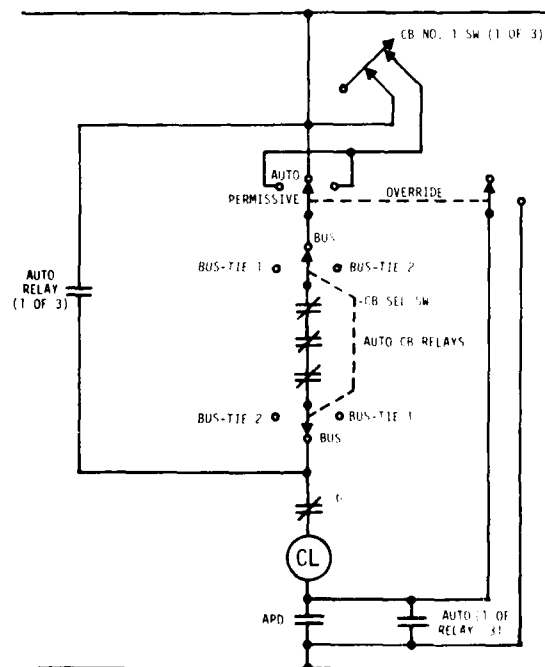 CB NO. 1 SW (1 OF 3)
AUTO
PERMISSIVE
OVERRIDE
BUS
BUS-TIE 1
BUS-TIE 2
CB SEL SW
AUTO
RELAY
(1 OF 3)
AUTO CB RELAYS
BUS-TIE 2
BUS-TIE 1
BUS
CL
APD
AUTO (1 OF
RELAY 3)